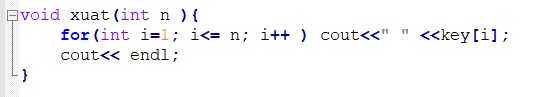 void xuat(int n ){
for(int i=1; i<= n; i++ ) cout<<" " <<key[i];
cout<< endl;
}